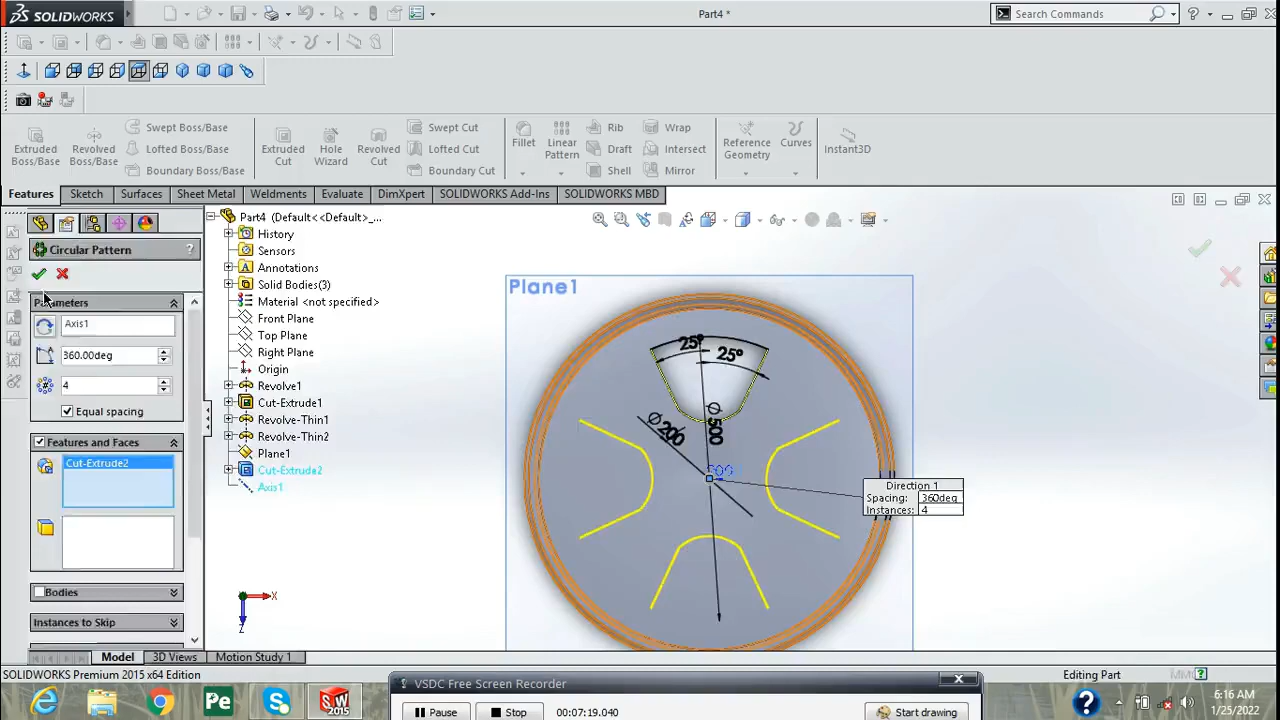 SOLIDWORKS
Part4 *
Search Commands
Extruded Boss/Base
Revolved Boss/Base
Swept Boss/Base
Lofted Boss/Base
Boundary Boss/Base
Extruded Cut
Hole Wizard
Revolved Cut
Swept Cut
Lofted Cut
Boundary Cut
Fillet
Linear Pattern
Rib
Draft
Shell
Wrap
Intersect
Mirror
Reference Geometry
Curves
Instant3D
Features
Sketch
Surfaces
Sheet Metal
Weldments
Evaluate
DimXpert
SOLIDWORKS Add-Ins
SOLIDWORKS MBD
Circular Pattern
?
Parameters
Axis1
360.00deg
4
Equal spacing
Features and Faces
Cut-Extrude2
Bodies
Instances to Skip
Part4 (Default<<Default>_...
History
Sensors
Annotations
Solid Bodies(3)
Material <not specified>
Front Plane
Top Plane
Right Plane
Origin
Revolve1
Cut-Extrude1
Revolve-Thin1
Revolve-Thin2
Plane1
Cut-Extrude2
Axis1
Plane1
25°
25°
Ø200
Ø500
Direction 1
Spacing: 360deg
Instances: 4
X
Z
Model
3D Views
Motion Study 1
SOLIDWORKS Premium 2015 x64 Edition
Editing Part
VSDC Free Screen Recorder
Pause
Stop
00:07:19.040
Start drawing
Pe
SW
2015
6:16 AM
1/25/2022